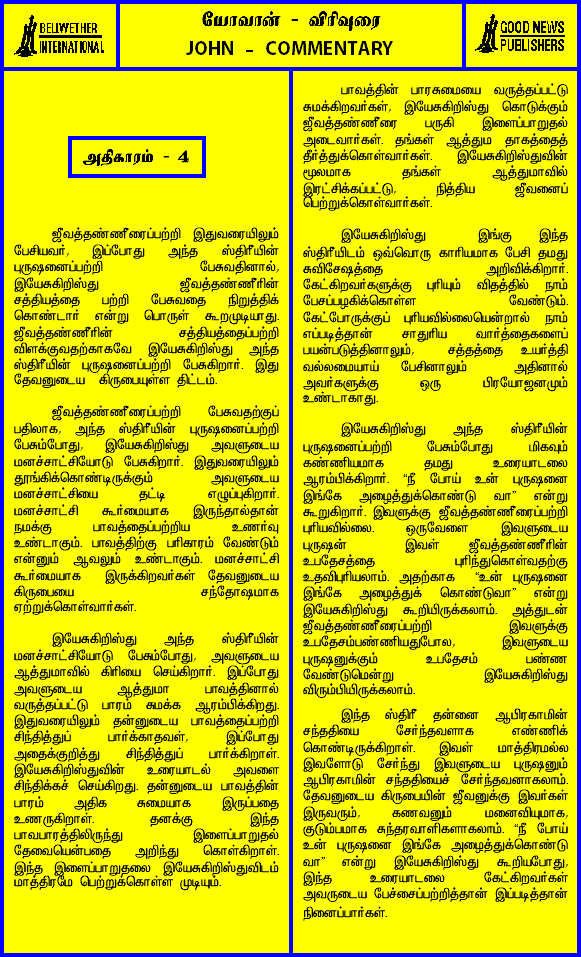 BELWETHER
INTERNATIONAL
யோவான் - விரிவுரை
JOHN - COMMENTARY
GOOD NEWS
PUBLISHERS
அதிகாரம் - 4
ஜீவத்தண்ணீரைப்பற்றி இதுவரையிலும்
பேசியவர், இப்போது அந்த ஸ்திரீயின்
புருஷனைப்பற்றி பேசுவதினால்,
இயேசுகிறிஸ்து ஜீவத்தண்ணீரின்
சத்தியத்தை பற்றி பேசுவதை நிறுத்திக்
கொண்டார் என்று பொருள் கூறமுடியாது.
ஜீவத்தண்ணீரின் சத்தியத்தைப்பற்றி
விளக்குவதற்காகவே இயேசுகிறிஸ்து அந்த
ஸ்திரீயின் புருஷனைப்பற்றி பேசுகிறார். இது
தேவனுடைய கிருபையுள்ள திட்டம்.
ஜீவத்தண்ணீரைப்பற்றி பேசுவதற்குப்
பதிலாக, அந்த ஸ்திரீயின் புருஷனைப்பற்றி
பேசும்போது, இயேசுகிறிஸ்து அவளுடைய
மனச்சாட்சியோடு பேசுகிறார். இதுவரையிலும்
தூங்கிக்கொண்டிருக்கும் அவளுடைய
மனச்சாட்சியை தட்டி எழுப்புகிறார்.
மனச்சாட்சி கூர்மையாக இருந்தால்தான்
நமக்கு பாவத்தைப்பற்றிய உணர்வு
உண்டாகும். பாவத்திற்கு பரிகாரம் வேண்டும்
என்னும் ஆவலும் உண்டாகும். மனச்சாட்சி
கூர்மையாக இருக்கிறவர்கள் தேவனுடைய
கிருபையை சந்தோஷமாக
ஏற்றுக்கொள்வார்கள்.
இயேசுகிறிஸ்து அந்த ஸ்திரீயின்
மனச்சாட்சியோடு பேசும்போது, அவளுடைய
ஆத்துமாவில் கிரியை செய்கிறார். இப்போது
அவளுடைய ஆத்துமா பாவத்தினால்
வருத்தப்பட்டு பாரம் சுமக்க ஆரம்பிக்கிறது.
இதுவரையிலும் தன்னுடைய பாவத்தைப்பற்றி
சிந்தித்துப் பார்க்காதவள், இப்போது
அதைக்குறித்து சிந்தித்துப் பார்க்கிறாள்.
இயேசுகிறிஸ்துவின் உரையாடல் அவளை
சிந்திக்கச் செய்கிறது. தன்னுடைய பாவத்தின்
பாரம் அதிக சுமையாக இருப்பதை
உணருகிறாள். தனக்கு இந்த
பாவபாரத்திலிருந்து இளைப்பாறுதல்
தேவையென்பதை அறிந்து கொள்கிறாள்.
இந்த இளைப்பாறுதலை இயேசுகிறிஸ்துவிடம்
மாத்திரமே பெற்றுக்கொள்ள முடியும்.
பாவத்தின் பாரசுமையை வருத்தப்பட்டு
சுமக்கிறவர்கள், இயேசுகிறிஸ்து கொடுக்கும்
ஜீவத்தண்ணீரை பருகி இளைப்பாறுதல்
அடைவார்கள். தங்கள் ஆத்தும தாகத்தைத்
தீர்த்துக்கொள்வார்கள். இயேசுகிறிஸ்துவின்
மூலமாக தங்கள் ஆத்துமாவில்
இரட்சிக்கப்பட்டு, நித்திய ஜீவனைப்
பெற்றுக்கொள்வார்கள்.
இயேசுகிறிஸ்து இங்கு இந்த
ஸ்திரீயிடம் ஒவ்வொரு காரியமாக பேசி தமது
சுவிசேஷத்தை அறிவிக்கிறார்.
கேட்கிறவர்களுக்கு புரியும் விதத்தில் நாம்
பேசப்பழகிக்கொள்ள வேண்டும்.
கேட்போருக்குப் புரியவில்லையென்றால் நாம்
எப்படித்தான் சாதுரிய வார்த்தைகளைப்
பயன்படுத்தினாலும், சத்தத்தை உயர்த்தி
வல்லமையாய் பேசினாலும் அதினால்
அவர்களுக்கு ஒரு பிரயோஜனமும்
உண்டாகாது.
இயேசுகிறிஸ்து அந்த ஸ்திரீயின்
புருஷனைப்பற்றி பேசும்போது மிகவும்
கண்ணியமாக தமது உரையாடலை
ஆரம்பிக்கிறார். "நீ போய் உன் புருஷனை
இங்கே அழைத்துக்கொண்டு வா" என்று
கூறுகிறார். இவளுக்கு ஜீவத்தண்ணீரைப்பற்றி
புரியவில்லை. ஒருவேளை இவளுடைய
புருஷன் இவள் ஜீவத்தண்ணீரின்
உபதேசத்தை புரிந்துகொள்வதற்கு
உதவிபுரியலாம். அதற்காக "உன் புருஷனை
இங்கே அழைத்துக் கொண்டுவா" என்று
இயேசுகிறிஸ்து கூறியிருக்கலாம். அத்துடன்
ஜீவத்தண்ணீரைப்பற்றி இவளுக்கு
உபதேசம்பண்ணியதுபோல, இவளுடைய
புருஷனுக்கும் உபதேசம் பண்ண
வேண்டுமென்று இயேசுகிறிஸ்து
விரும்பியிருக்கலாம்.
இந்த ஸ்திரீ தன்னை ஆபிரகாமின்
சந்ததியை சேர்ந்தவளாக எண்ணிக்
கொண்டிருக்கிறாள். இவள் மாத்திரமல்ல
இவளோடு சேர்ந்து இவளுடைய புருஷனும்
ஆபிரகாமின் சந்ததியைச் சேர்ந்தவனாகலாம்.
தேவனுடைய கிருபையின் ஜீவனுக்கு இவர்கள்
இருவரும், கணவனும் மனைவியுமாக,
குடும்பமாக சுந்தரவாளிகளாகலாம். "நீ போய்
உன் புருஷனை இங்கே அழைத்துக்கொண்டு
வா" என்று இயேசுகிறிஸ்து கூறியபோது,
இந்த உரையாடலை கேட்கிறவர்கள்
அவருடைய பேச்சைப்பற்றித்தான் இப்படித்தான்
நினைப்பார்கள்.